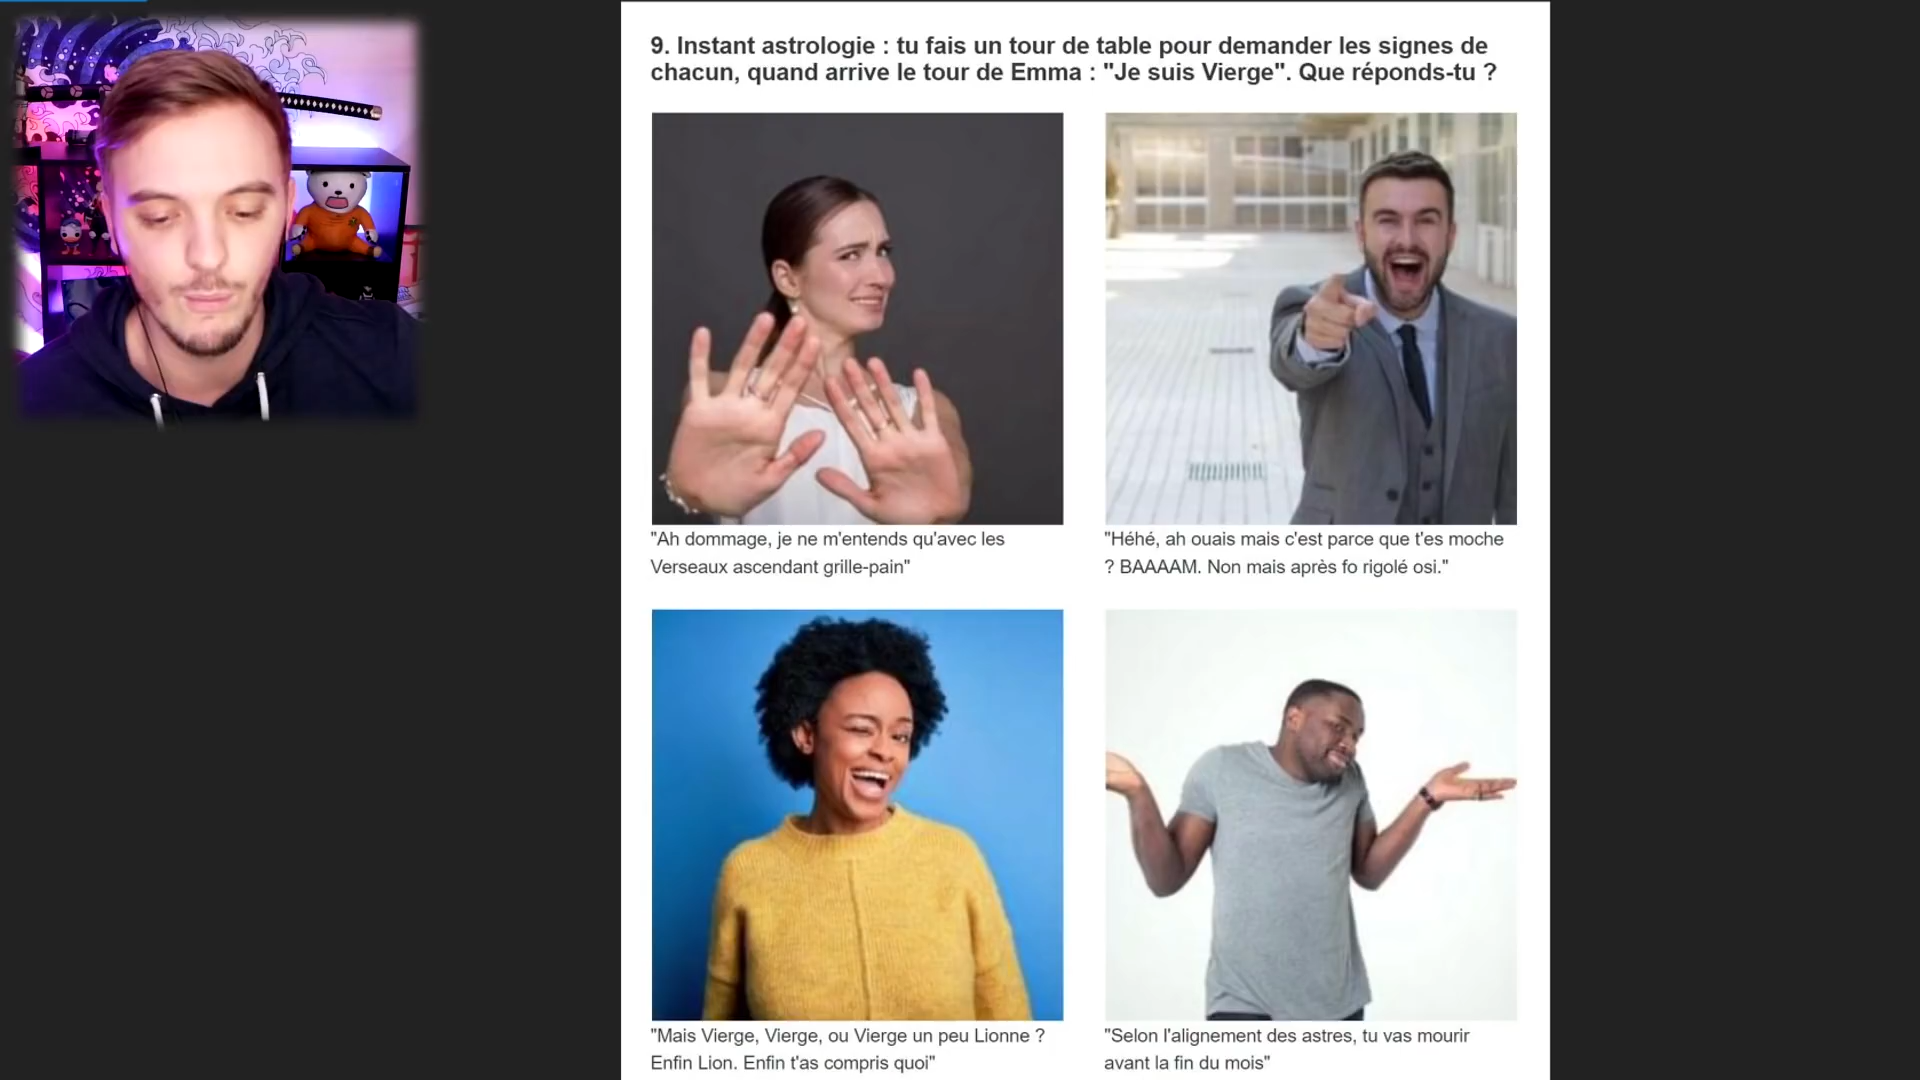 9. Instant astrologie : tu fais un tour de table pour demander les signes de
chacun, quand arrive le tour de Emma : "Je suis Vierge". Que réponds-tu ?
"Ah dommage, je ne m'entends qu'avec les
Verseaux ascendant grille-pain"
"Héhé, ah ouais mais c'est parce que t'es moche
? BAAAAM. Non mais après fo rigolé osi."
"Mais Vierge, Vierge, ou Vierge un peu Lionne ?
Enfin Lion. Enfin t'as compris quoi"
"Selon l'alignement des astres, tu vas mourir
avant la fin du mois"